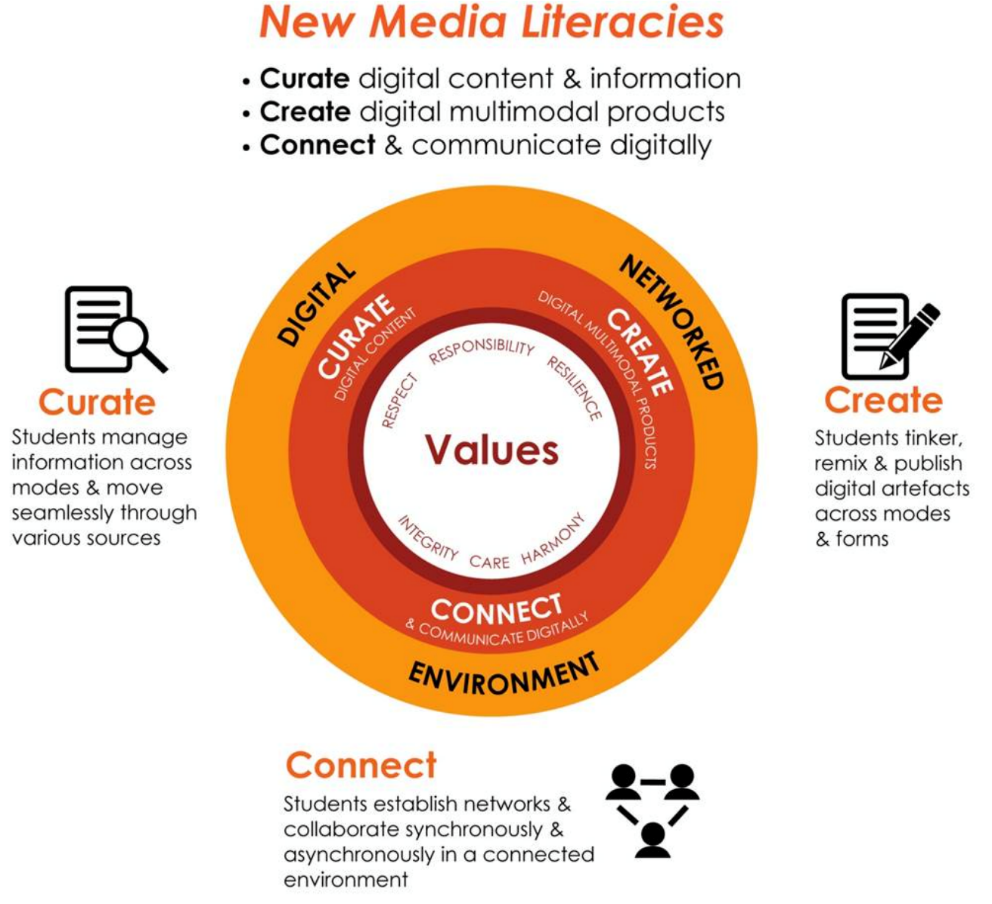 New Media Literacies
• Curate digital content & information
• Create digital multimodal products
• Connect & communicate digitally
DIGITAL
NETWORKED
ENVIRONMENT
CURATE
DIGITAL CONTENT
CREATE
DIGITAL MULTIMODAL PRODUCTS
CONNECT
& COMMUNICATE DIGITALLY
RESPECT
RESPONSIBILITY
RESILIENCE
Values
INTEGRITY
CARE
HARMONY
Curate
Students manage
information across
modes & move
seamlessly through
various sources
Create
Students tinker,
remix & publish
digital artefacts
across modes
& forms
Connect
Students establish networks &
collaborate synchronously &
asynchronously in a connected
environment